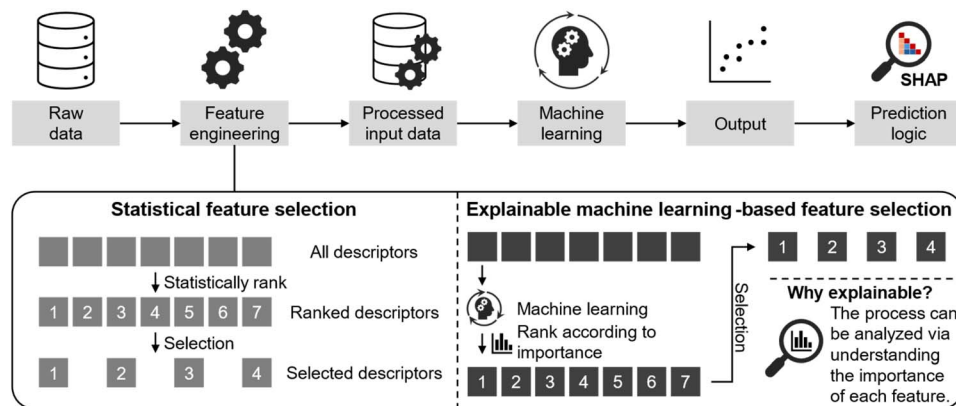 SHAP
Raw
data
Feature
engineering
Processed
input data
Machine
learning
Output
Prediction
logic
Statistical feature selection
All descriptors
Statistically rank
1 2 3 4 5 6 7
Ranked descriptors
Selection
1 2 3 4
Selected descriptors
Explainable machine learning-based feature selection
Machine learning
Rank according to
importance
1 2 3 4 5 6 7
Selection
1 2 3 4
Why explainable?
The process can
be analyzed via
understanding
the importance
of each feature.